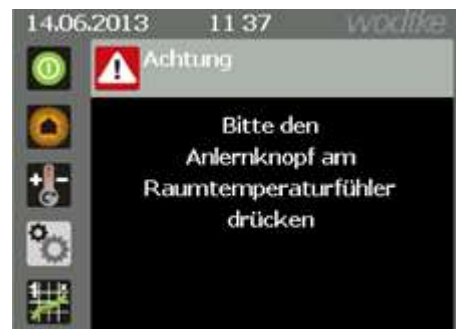 14.06.2013 11 37 wodtke
Achtung
Bitte den
Anlernknopf am
Raumtemperaturfühler
drücken